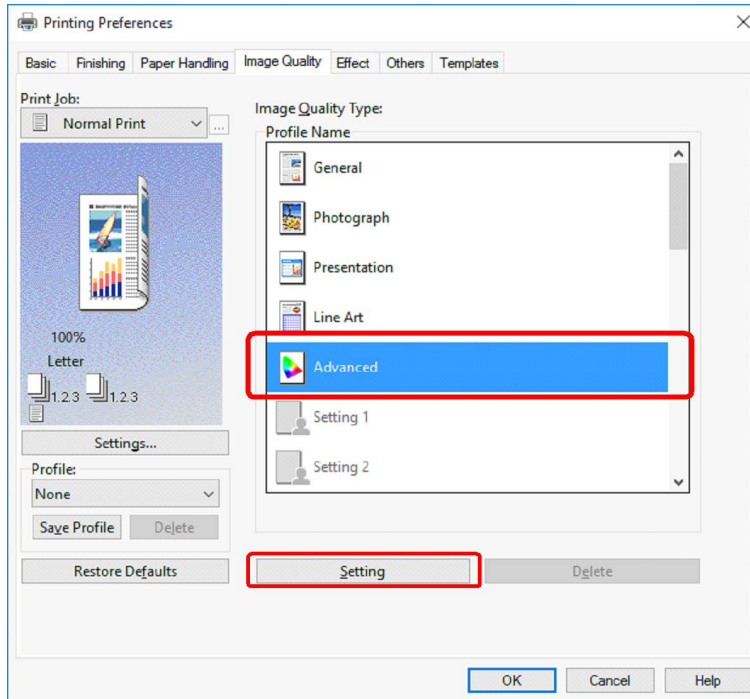 Printing Preferences
Basic Finishing Paper Handling Image Quality Effect Others Templates
Print Job:
Normal Print
...
100%
Letter
1.2.3 1.2.3
Settings...
Profile:
None
Save Profile Delete
Restore Defaults
Image Quality Type:
Profile Name
General
Photograph
Presentation
Line Art
Advanced
Setting 1
Setting 2
Setting Delete
OK Cancel Help